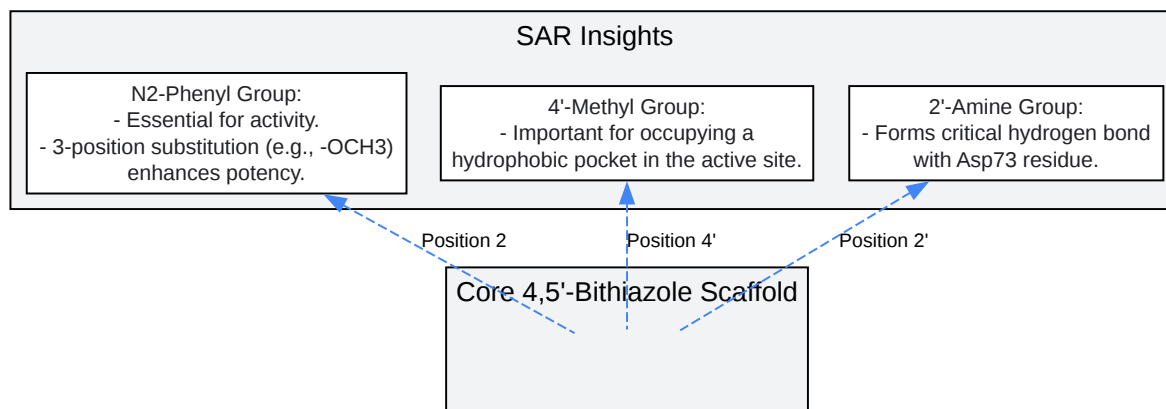 SAR Insights
N2-Phenyl Group:
- Essential for activity.
- 3-position substitution (e.g., -OCH3)
enhances potency.
4'-Methyl Group:
- Important for occupying a
hydrophobic pocket in the active site.
2'-Amine Group:
- Forms critical hydrogen bond
with Asp73 residue.
Position 2
Position 4'
Position 2'
Core 4,5'-Bithiazole Scaffold